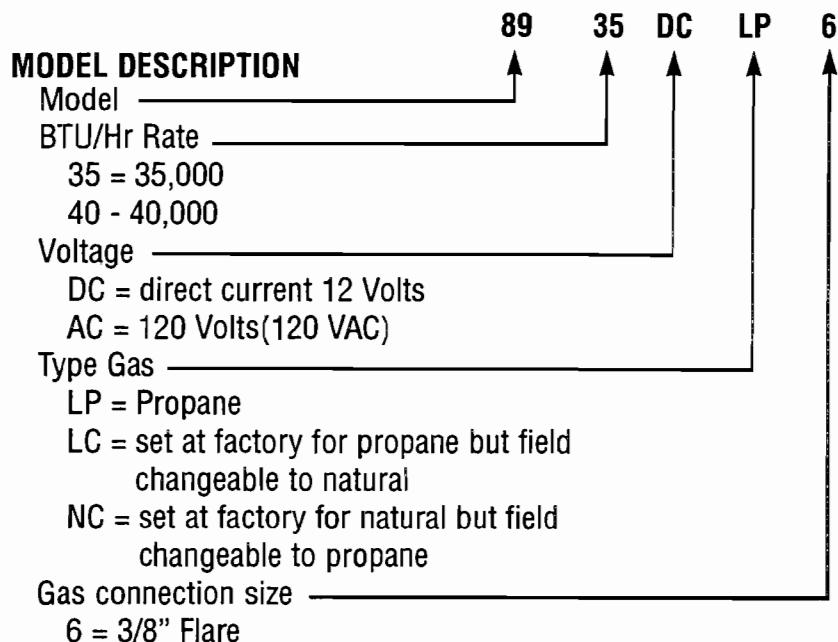 89 35 DC LP 6
MODEL DESCRIPTION
Model
BTU/Hr Rate
35 = 35,000
40 - 40,000
Voltage
DC = direct current 12 Volts
AC = 120 Volts(120 VAC)
Type Gas
LP = Propane
LC = set at factory for propane but field
changeable to natural
NC = set at factory for natural but field
changeable to propane
Gas connection size
6 = 3/8” Flare